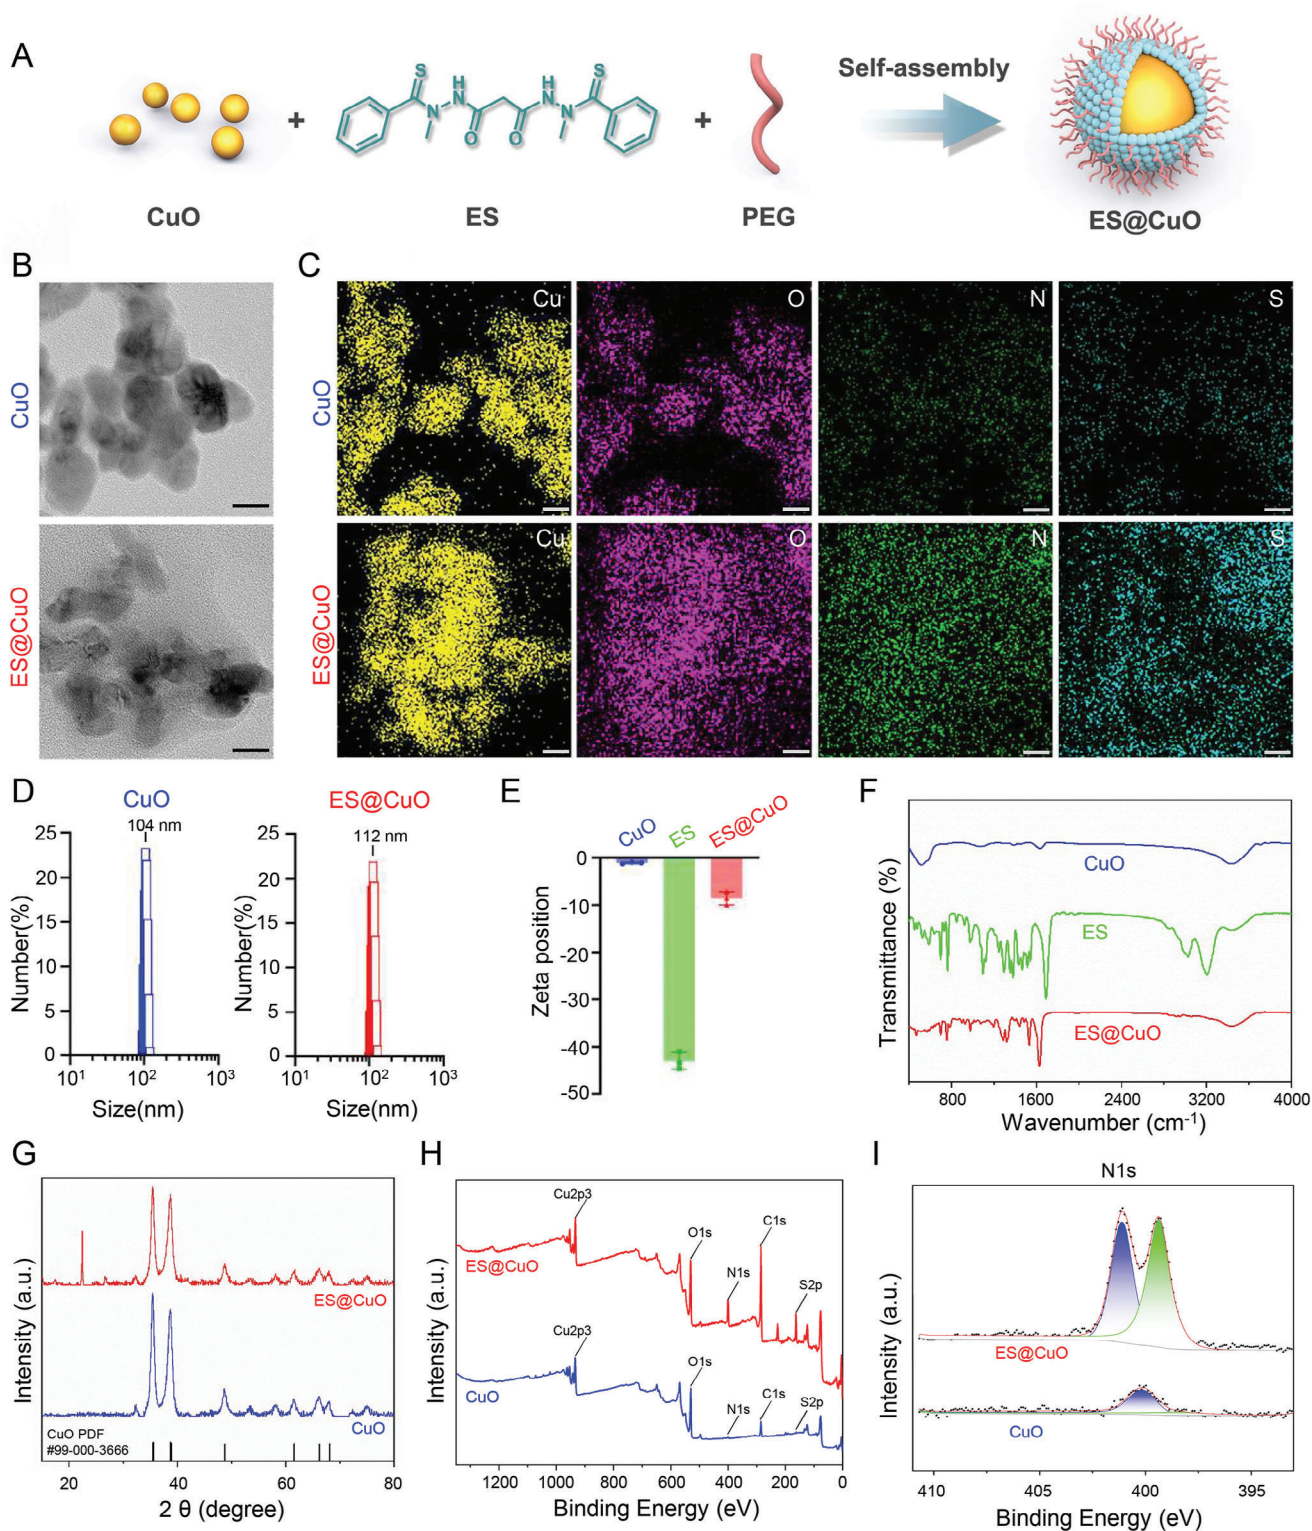 A
S
H
N
N
H
N
N
S
O
O
+
+
Self-assembly
CuO
ES
PEG
ES@CuO
B
C
CuO
ES@CuO
CuO
Cu
O
N
S
ES@CuO
Cu
O
N
S
D
CuO
104 nm
Number(%)
25
20
15
10
5
0
10¹
10²
10³
Size(nm)
ES@CuO
112 nm
Number(%)
25
20
15
10
5
0
10¹
10²
10³
Size(nm)
E
CuO
ES
ES@CuO
Zeta position
0
-10
-20
-30
-40
-50
F
Transmittance (%)
CuO
ES
ES@CuO
800
1600
2400
3200
4000
Wavenumber (cm⁻¹)
G
Intensity (a.u.)
ES@CuO
CuO
CuO PDF
#99-000-3666
20
40
60
80
2 θ (degree)
H
Intensity (a.u.)
Cu2p3
O1s
N1s
C1s
S2p
ES@CuO
Cu2p3
O1s
N1s
C1s
S2p
CuO
1200
1000
800
600
400
200
0
Binding Energy (eV)
I
N1s
Intensity (a.u.)
ES@CuO
CuO
410
405
400
395
Binding Energy (eV)